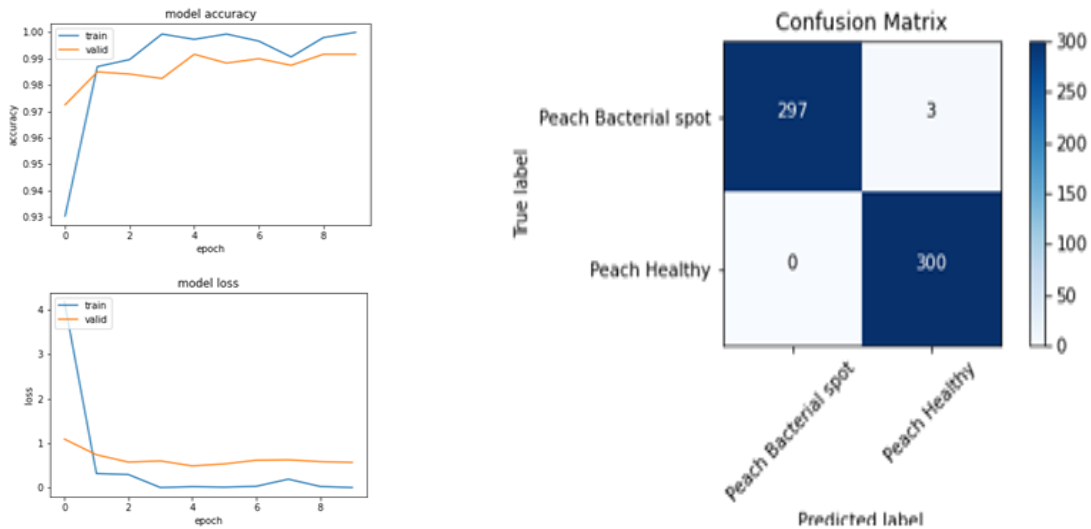 model accuracy
train
valid
1.00
0.99
0.98
0.97
0.96
0.95
0.94
0.93
accuracy
0 2 4 6 8
epoch
model loss
train
valid
4
3
2
1
0
loss
0 2 4 6 8
epoch
Confusion Matrix
True label
Peach Bacterial spot
Peach Healthy
297 3
0 300
Peach Bacterial spot
Peach Healthy
Predicted label
300
250
200
150
100
50
0